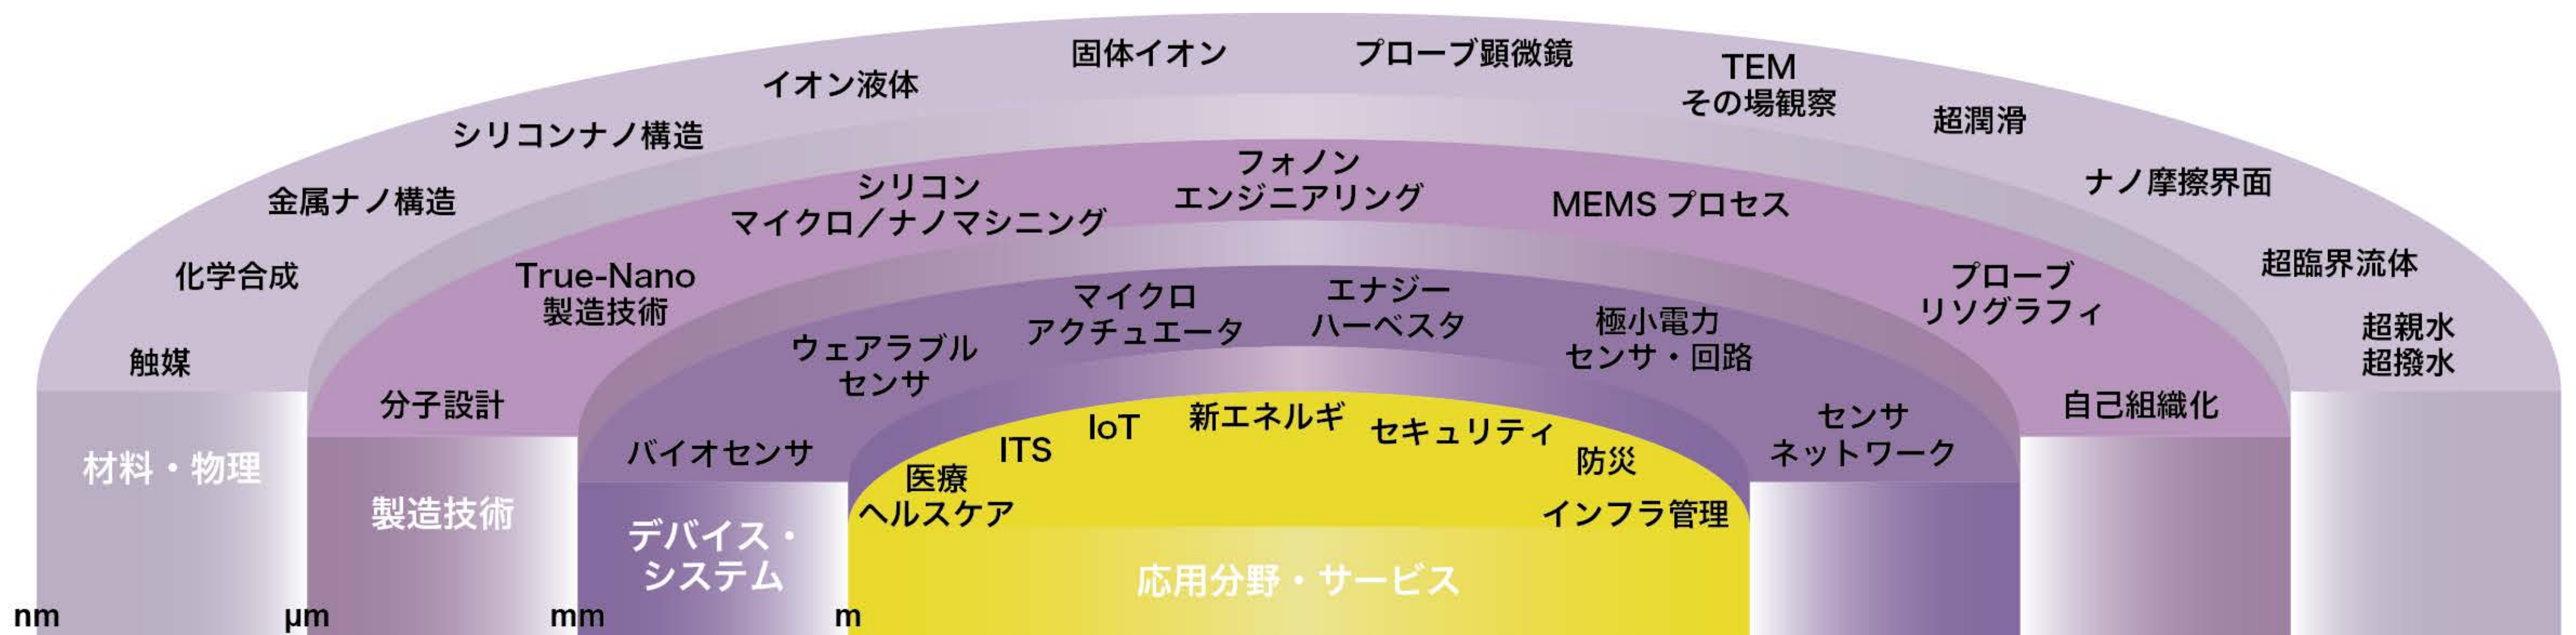 固体イオン
プローブ顕微鏡
イオン液体
TEM
その場観察
シリコンナノ構造
超潤滑
金属ナノ構造
ナノ摩擦界面
化学合成
超臨界流体
触媒
超親水
超撥水
材料・物理
フォノン
エンジニアリング
シリコン
マイクロ／ナノマシニング
MEMS プロセス
True-Nano
製造技術
プローブ
リソグラフィ
分子設計
自己組織化
製造技術
マイクロ
アクチュエータ
エナジー
ハーベスタ
ウェアラブル
センサ
極小電力
センサ・回路
バイオセンサ
センサ
ネットワーク
デバイス・
システム
医療
ヘルスケア
ITS
IoT
新エネルギ
セキュリティ
防災
インフラ管理
応用分野・サービス
nm
μm
mm
m